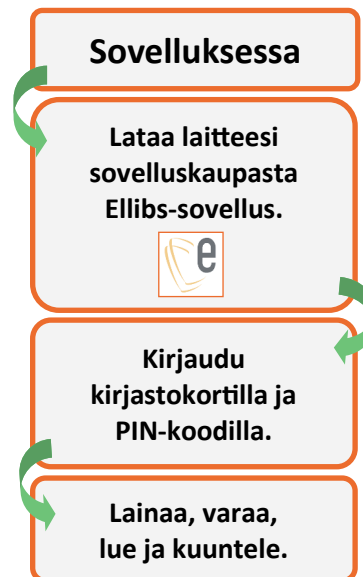 Sovelluksessa
Lataa laitteesi
sovelluskaupasta
Ellibs-sovellus.
e
Kirjaudu
kirjastokortilla ja
PIN-koodilla.
Lainaa, varaa,
lue ja kuuntele.